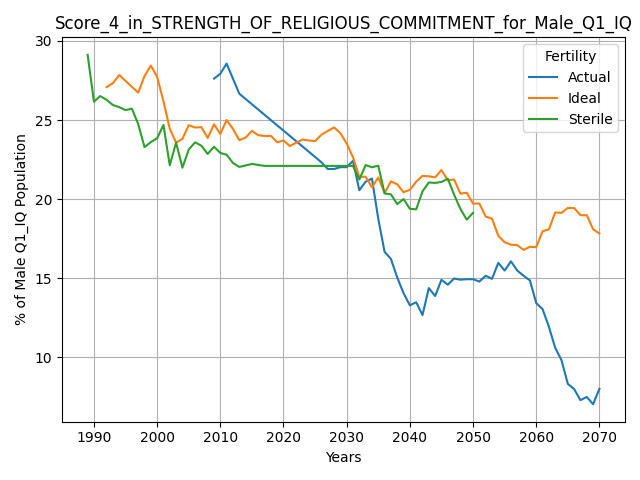 Score_4_in_STRENGTH_OF_RELIGIOUS_COMMITMENT_for_Male_Q1_IQ
30
25
20
15
10
% of Male Q1_IQ Population
Fertility
Actual
Ideal
Sterile
1990 2000 2010 2020 2030 2040 2050 2060 2070
Years